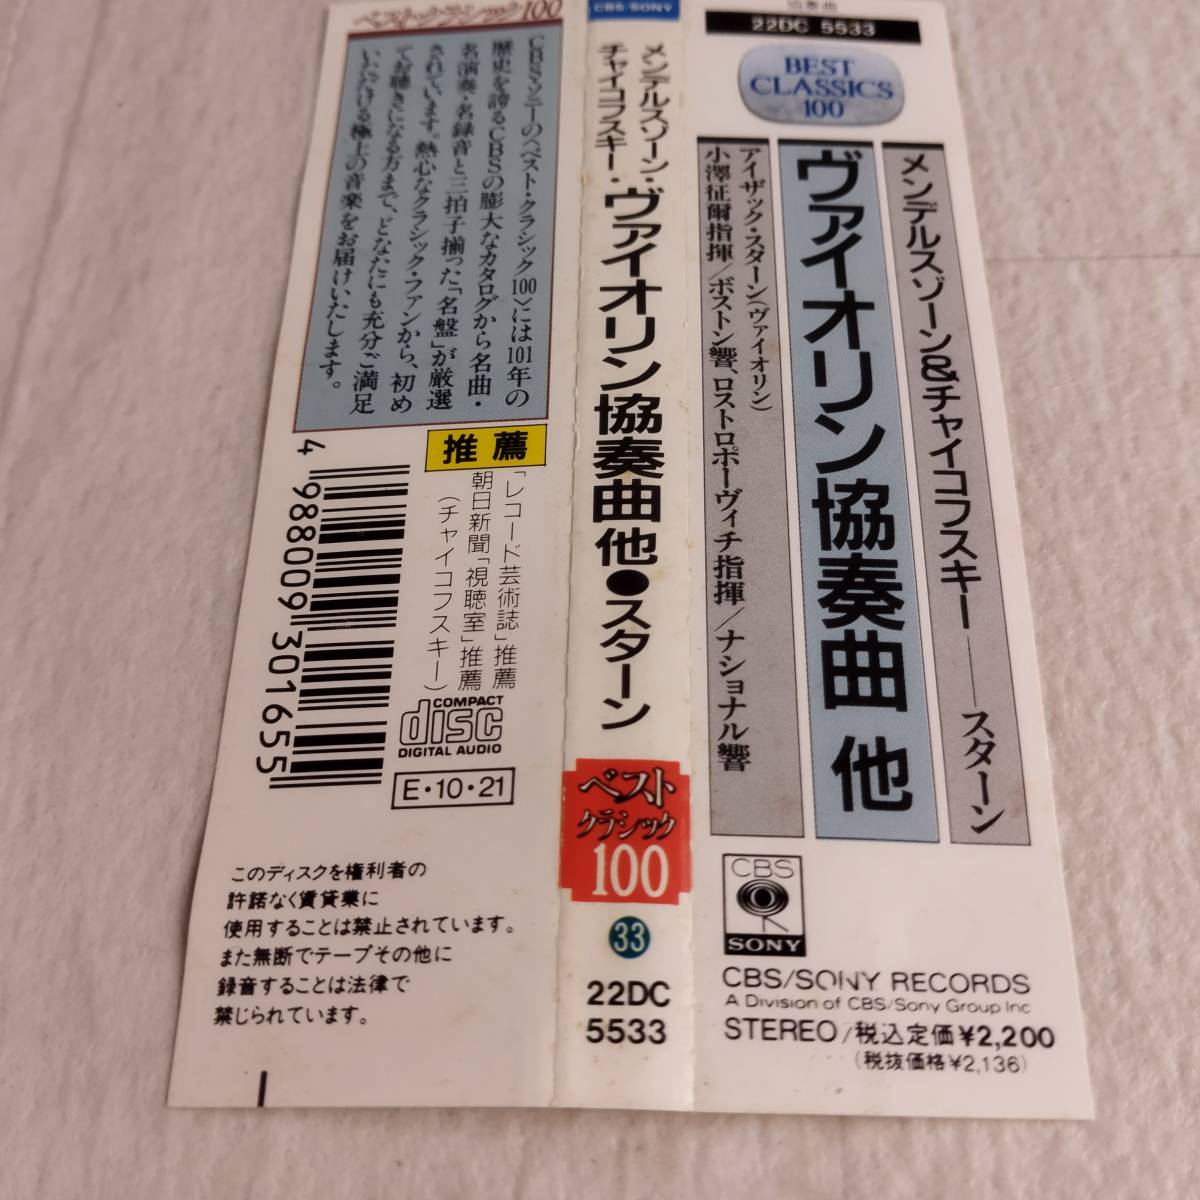 ベスト・クラシック100
CBS・ソニーの〈ベスト・クラシック100〉には101年の
歴史を誇るCBSの膨大なカタログから名曲・
名演奏・名録音と三拍子揃った「名盤」が厳選
されています。熱心なクラシック・ファンから、初め
てお聴きになる方まで、どなたにも充分ご満足
いただける極上の音楽をお届けいたします。
推薦
「レコード芸術誌」推薦
朝日新聞「視聴室」推薦
(チャイコフスキー)
4 988009 301655
COMPACT
disc
DIGITAL AUDIO
E・10・21
このディスクを権利者の
許諾なく賃貸業に
使用することは禁止されています。
また無断でテープその他に
録音することは法律で
禁じられています。
CBS/SONY
メンデルスゾーン・
チャイコフスキー・
ヴァイオリン協奏曲 他●スターン
ベスト
クラシック
100
33
22DC
5533
協奏曲
22DC 5533
BEST
CLASSICS
100
メンデルスゾーン&チャイコフスキー――スターン
ヴァイオリン協奏曲 他
アイザック・スターン(ヴァイオリン)
小澤征爾指揮/ボストン響、ロストロポーヴィチ指揮/ナショナル響
CBS
SONY
CBS/SONY RECORDS
A Division of CBS/Sony Group Inc
STEREO/税込定価¥2,200
(税抜価格¥2,136)